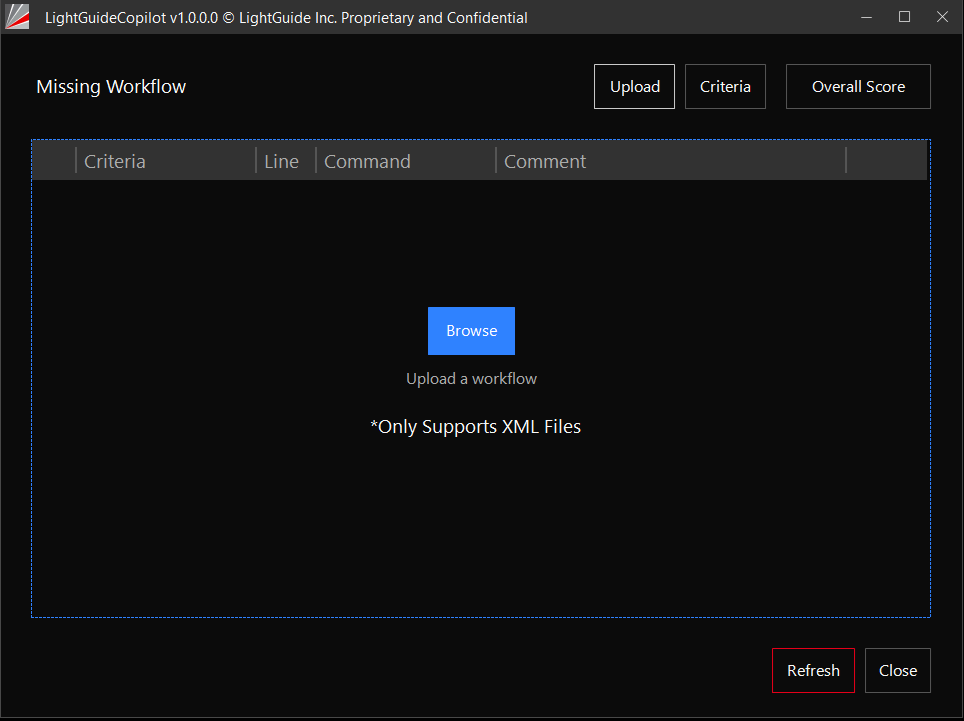 LightGuideCopilot v1.0.0.0 © LightGuide Inc. Proprietary and Confidential
Missing Workflow
Upload
Criteria
Overall Score
Criteria
Line
Command
Comment
Browse
Upload a workflow
*Only Supports XML Files
Refresh
Close